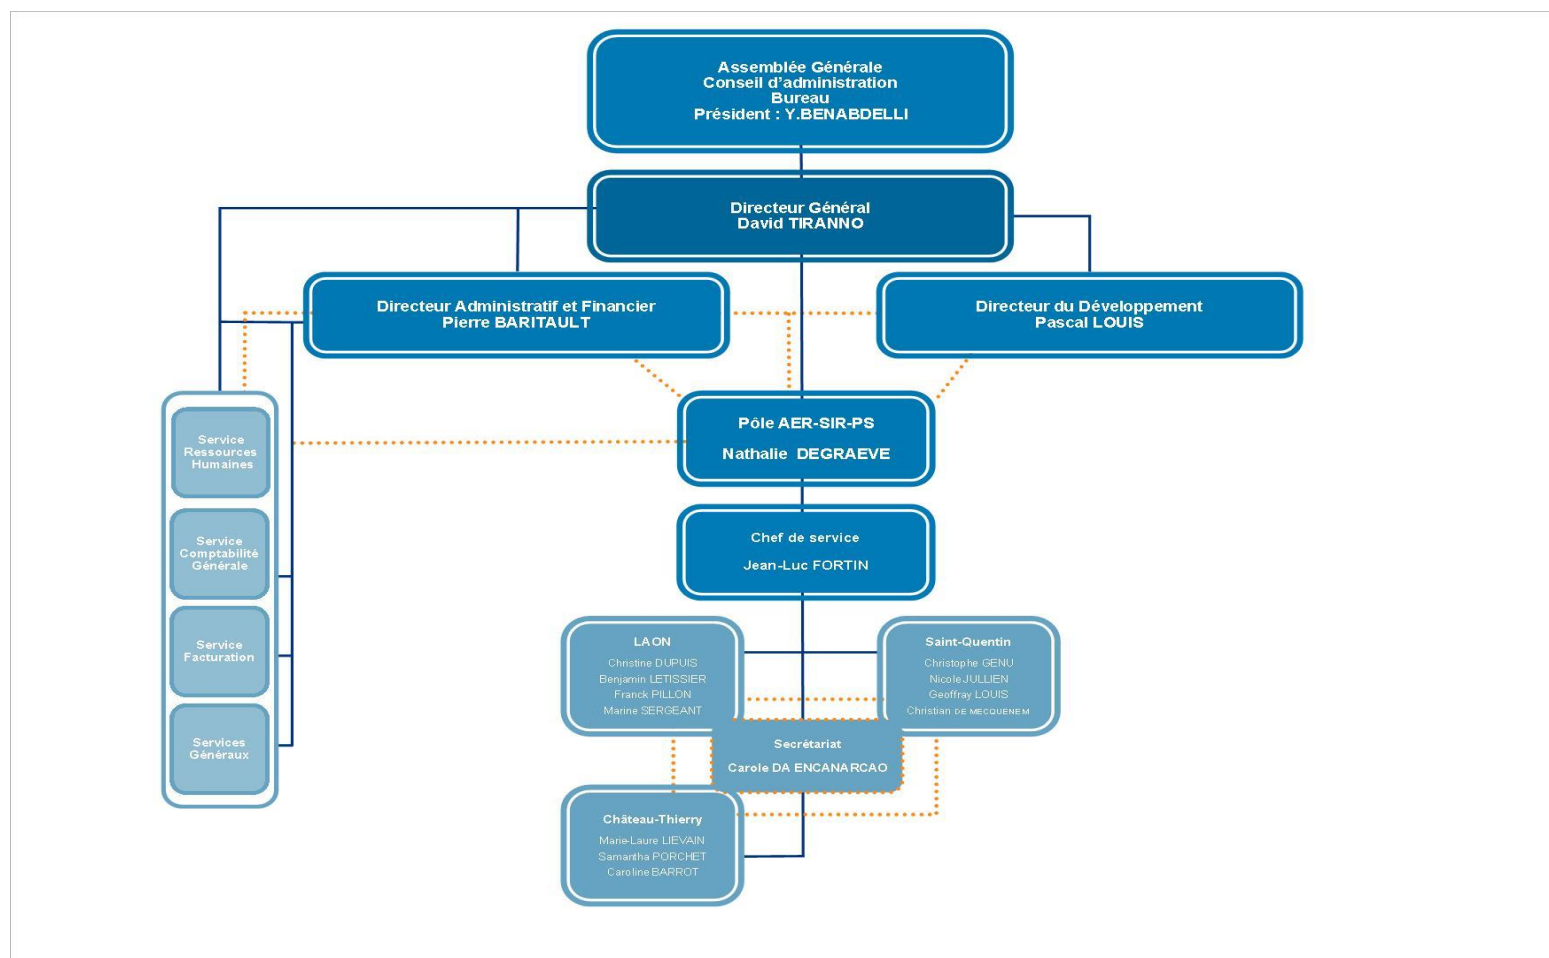 Assemblée Générale
Conseil d'administration
Bureau
Président : Y.BENABDELLI
Directeur Général
David TIRANNO
Directeur Administratif et Financier
Pierre BARITAULT
Directeur du Développement
Pascal LOUIS
Service
Ressources
Humaines
Service
Comptabilité
Générale
Service
Facturation
Services
Généraux
Pôle AER-SIR-PS
Nathalie DEGRAEVE
Chef de service
Jean-Luc FORTIN
LAON
Christine DUPUIS
Benjamin LETISSIER
Franck PILLON
Marine SERGEANT
Saint-Quentin
Christophe GENU
Nicole JULLIEN
Geoffray LOUIS
Christian DE MECQUENEM
Secrétariat
Carole DA ENCANARCAO
Château-Thierry
Marie-Laure LIEVAIN
Samantha PORCHET
Caroline BARROT